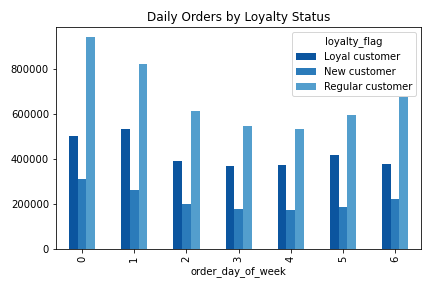 Daily Orders by Loyalty Status
loyalty_flag
Loyal customer
New customer
Regular customer
800000
600000
400000
200000
0
0 1 2 3 4 5 6
order_day_of_week